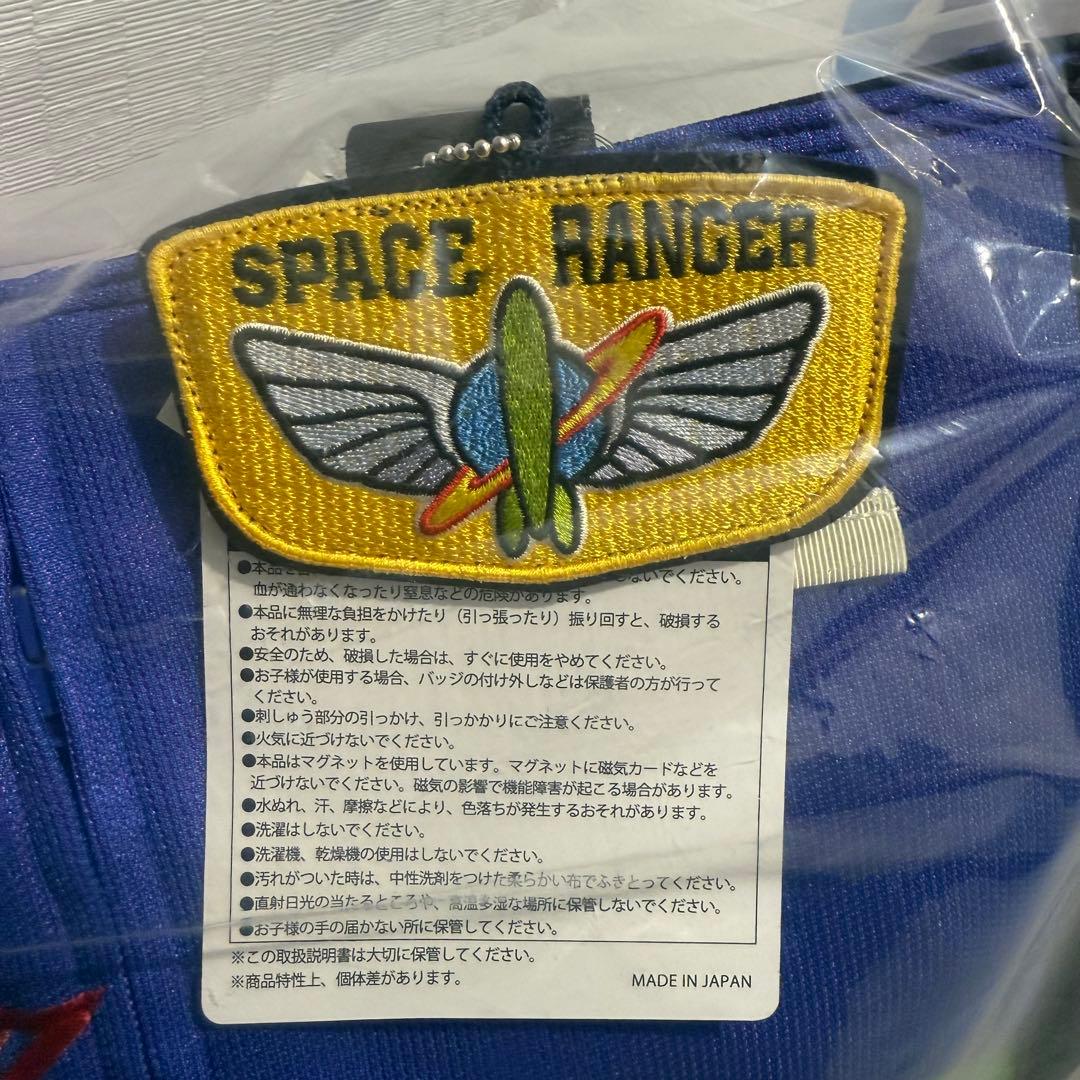 SPACE RANGER
ないでください。
血が通わなくなったり窒息などの危険があります。
●本品に無理な負担をかけたり（引っ張ったり）振り回すと、破損する
おそれがあります。
●安全のため、破損した場合は、すぐに使用をやめてください。
●お子様が使用する場合、バッジの付け外しなどは保護者の方が行って
ください。
●刺しゅう部分の引っかけ、引っかかりにご注意ください。
●火気に近づけないでください。
●本品はマグネットを使用しています。マグネットに磁気カードなどを
近づけないでください。磁気の影響で機能障害が起こる場合があります。
●水ぬれ、汗、摩擦などにより、色落ちが発生するおそれがあります。
●洗濯はしないでください。
●洗濯機、乾燥機の使用はしないでください。
●汚れがついた時は、中性洗剤をつけた柔らかい布でふきとってください。
●直射日光の当たるところや、高温多湿な場所に保管しないでください。
●お子様の手の届かない所に保管してください。
※この取扱説明書は大切に保管してください。
※商品特性上、個体差があります。
MADE IN JAPAN